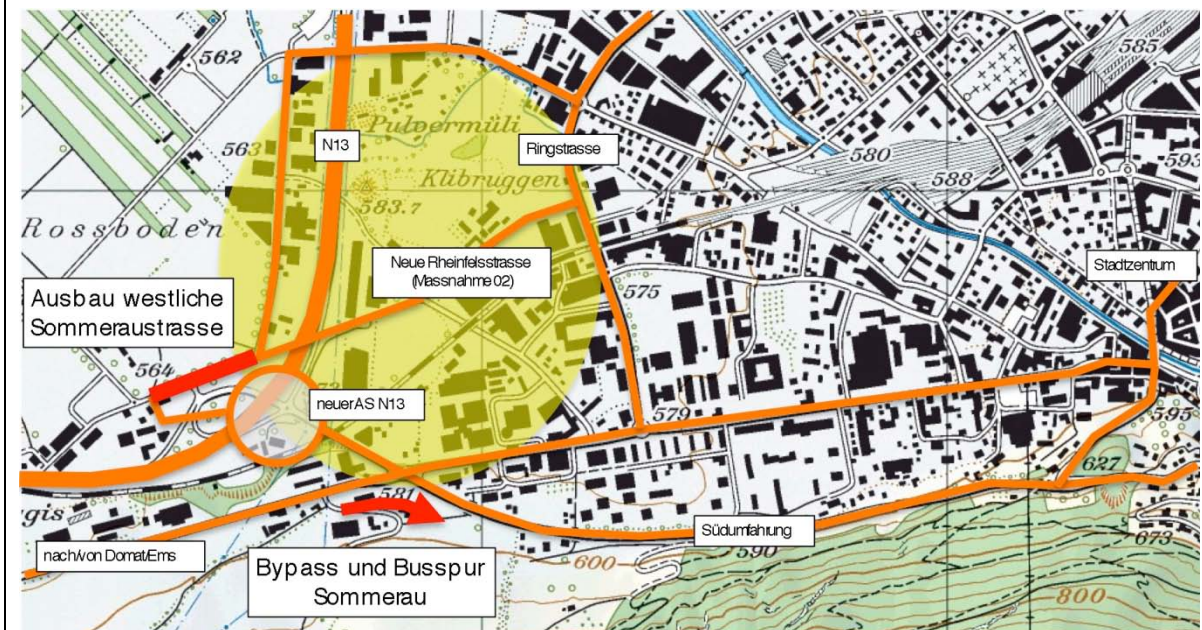 562
585
N13
Pulvermüli
Ringstrasse
563
580
593
Klibruggen
588
583.7
Rossboden
Neue Rheinfelsstrasse
(Massnahme 02)
Stadtzentrum
Ausbau westliche
Sommeraustrasse
575
564
neuer AS N13
579
595
627
581
gis
Südumfahrung
nach/von Domat/Ems
590
673
Bypass und Busspur
Sommerau
600
800